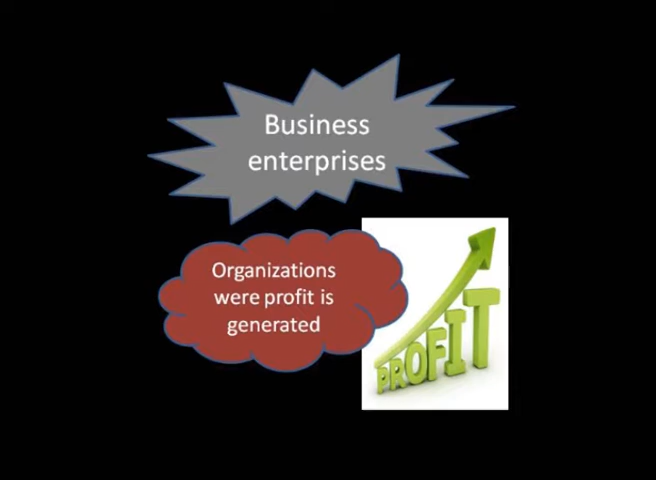 Business
enterprises
Organizations
were profit is
generated
PROFIT